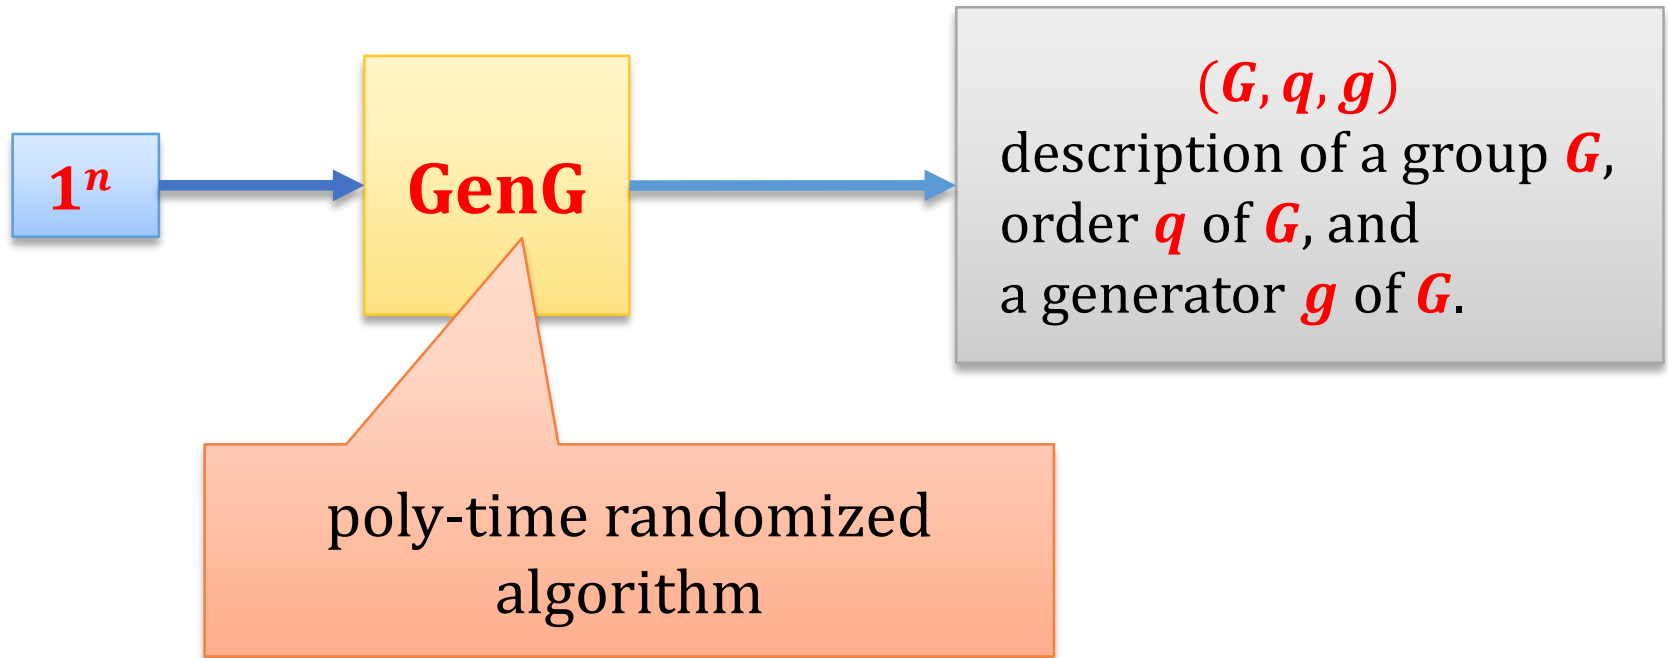 1ⁿ
GenG
(G, q, g)
description of a group G,
order q of G, and
a generator g of G.
poly-time randomized
algorithm